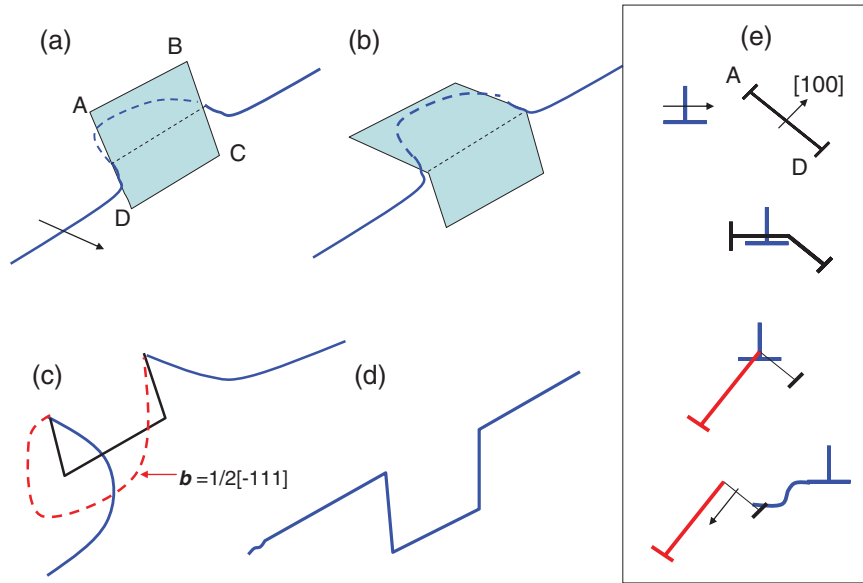 (a)
B
A
C
D
(b)
(c)
b =1/2[-111]
(d)
(e)
A
[100]
D